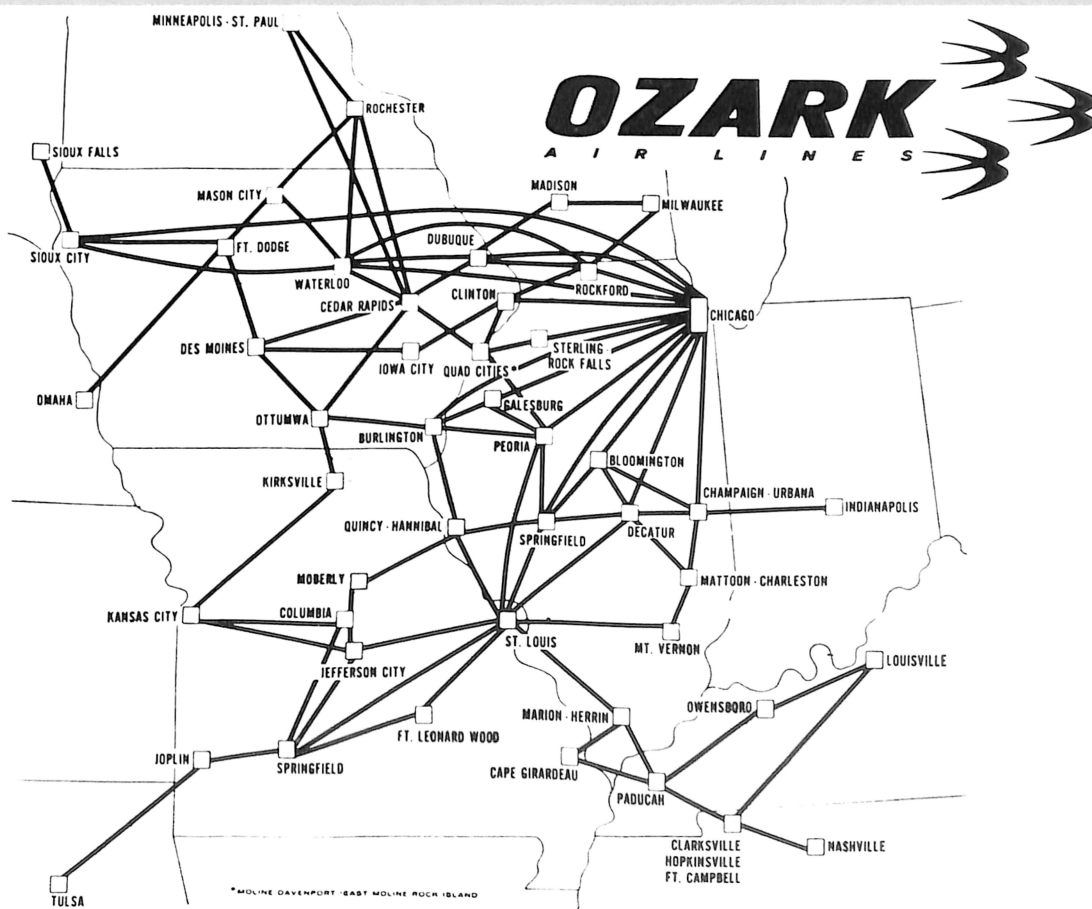 MINNEAPOLIS · ST. PAUL
OZARK
AIR LINES
ROCHESTER
SIOUX FALLS
MASON CITY
MADISON
MILWAUKEE
SIOUX CITY
FT. DODGE
DUBUQUE
WATERLOO
ROCKFORD
CEDAR RAPIDS
CLINTON
CHICAGO
DES MOINES
IOWA CITY
QUAD CITIES*
STERLING
ROCK FALLS
OMAHA
GALESBURG
OTTUMWA
BURLINGTON
PEORIA
BLOOMINGTON
KIRKSVILLE
CHAMPAIGN · URBANA
INDIANAPOLIS
QUINCY · HANNIBAL
SPRINGFIELD
DECATUR
MOBERLY
MATTOON · CHARLESTON
KANSAS CITY
COLUMBIA
ST. LOUIS
MT. VERNON
JEFFERSON CITY
LOUISVILLE
OWENSBORO
MARION · HERRIN
FT. LEONARD WOOD
JOPLIN
SPRINGFIELD
CAPE GIRARDEAU
PADUCAH
CLARKSVILLE
HOPKINSVILLE
FT. CAMPBELL
NASHVILLE
TULSA
*MOLINE DAVENPORT · EAST MOLINE ROCK ISLAND